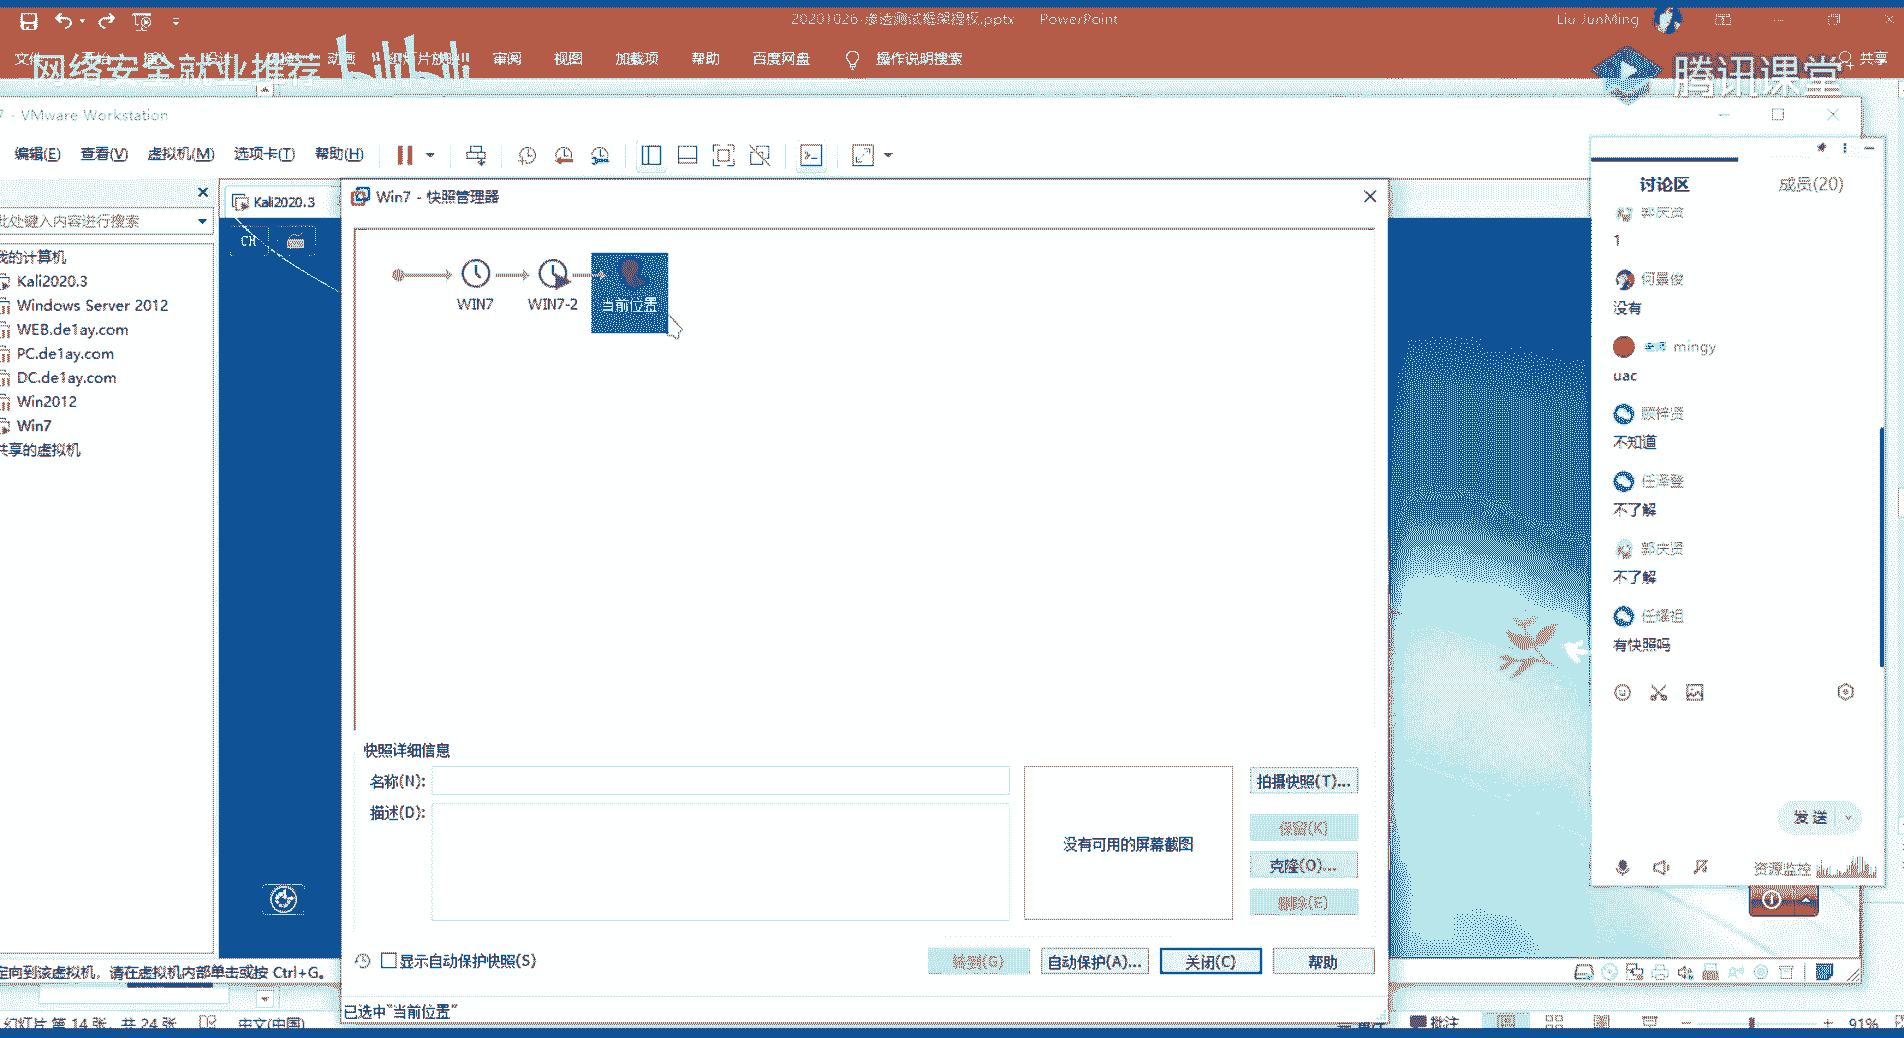 20201026-渗透测试框架提权.pptx - PowerPoint
Liu JunMing
文件
动画
幻灯片放映
审阅
视图
加载项
帮助
百度网盘
操作说明搜索
共享
网络安全就业推荐
bilibili
腾讯课堂
7 - VMware Workstation
编辑(E)
查看(V)
虚拟机(M)
选项卡(T)
帮助(H)
此处键入内容进行搜索
我的计算机
Kali2020.3
Windows Server 2012
WEB.de1ay.com
PC.de1ay.com
DC.de1ay.com
Win2012
Win7
共享的虚拟机
Kali2020.3
CH
Win7 - 快照管理器
WIN7
WIN7-2
当前位置
快照详细信息
名称(N):
描述(D):
没有可用的屏幕截图
拍摄快照(T)...
保留(K)
克隆(O)...
删除(E)
显示自动保护快照(S)
转到(G)
自动保护(A)...
关闭(C)
帮助
已选中"当前位置"
讨论区
成员(20)
郭庆贤
1
何景俊
没有
mingy
uac
不知道
不了解
郭庆贤
不了解
任耀祖
有快照吗
发送
资源监控
定向到该虚拟机，请在虚拟机内部单击或按 Ctrl+G。
幻灯片 第 14 张，共 24 张
中文(中国)
批注
91%